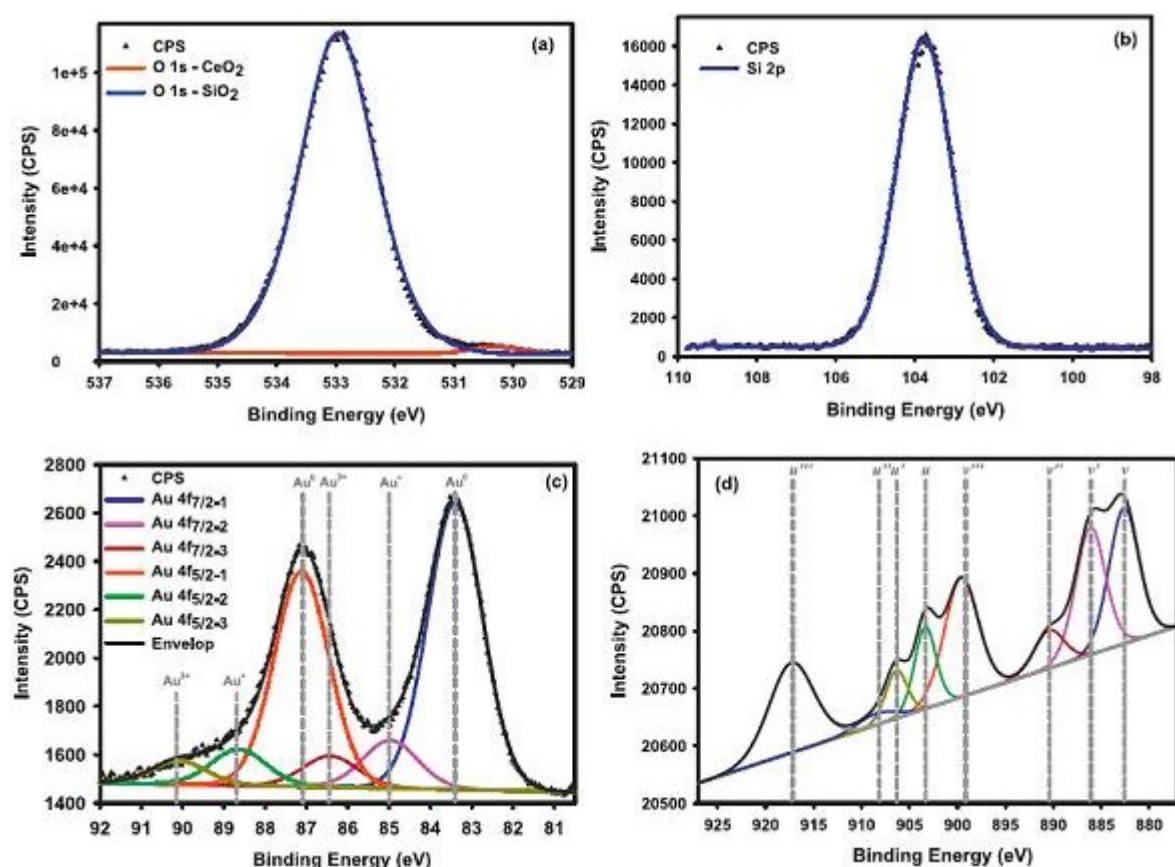 (a)
CPS
O 1s - CeO₂
O 1s - SiO₂
1e+5
8e+4
6e+4
4e+4
2e+4
0
537 536 535 534 533 532 531 530 529
Intensity (CPS)
Binding Energy (eV)
(b)
CPS
Si 2p
16000
14000
12000
10000
8000
6000
4000
2000
0
110 108 106 104 102 100 98
Intensity (CPS)
Binding Energy (eV)
(c)
CPS
Au 4f7/2-1
Au 4f7/2-2
Au 4f7/2-3
Au 4f5/2-1
Au 4f5/2-2
Au 4f5/2-3
Envelop
Au³⁺ Au⁺ Au⁰ Au³⁺ Au⁺ Au⁰
2800
2600
2400
2200
2000
1800
1600
1400
92 91 90 89 88 87 86 85 84 83 82 81
Intensity (CPS)
Binding Energy (eV)
(d)
u''' u'' u' u v''' v'' v' v
21100
21000
20900
20800
20700
20600
20500
925 920 915 910 905 900 895 890 885 880
Intensity (CPS)
Binding Energy (eV)